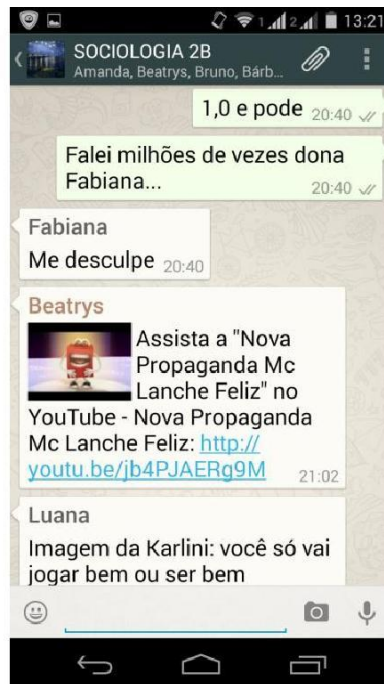 13:21
SOCIOLOGIA 2B
Amanda, Beatrys, Bruno, Bárb...
1,0 e pode 20:40
Falei milhões de vezes dona
Fabiana...
20:40
Fabiana
Me desculpe 20:40
Beatrys
Assista a "Nova
Propaganda Mc
Lanche Feliz" no
YouTube - Nova Propaganda
Mc Lanche Feliz: http://
youtu.be/jb4PJAERg9M 21:02
Luana
Imagem da Karlini: você só vai
jogar bem ou ser bem